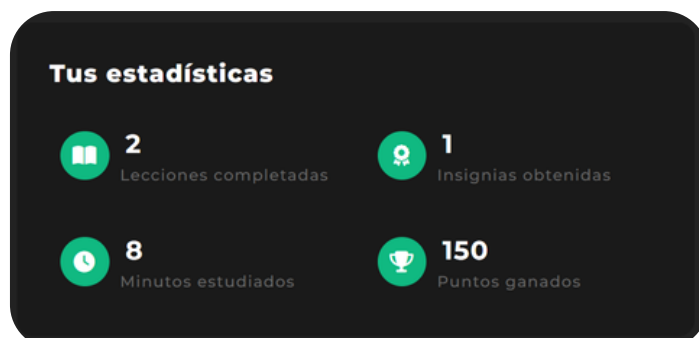 Tus estadísticas
2
Lecciones completadas
1
Insignias obtenidas
8
Minutos estudiados
150
Puntos ganados